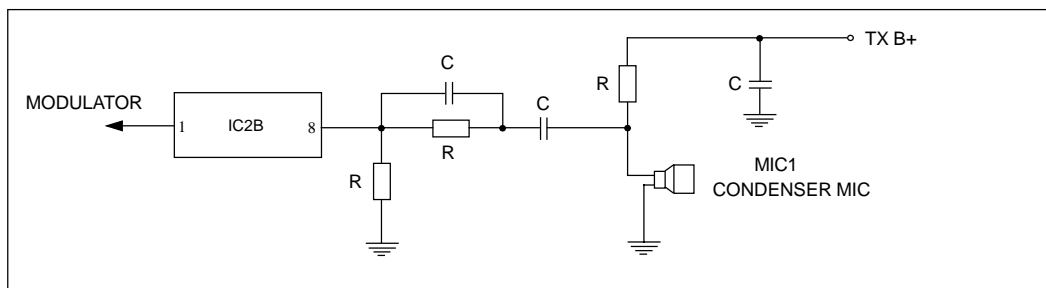 TX B+
C
R
C
C
MODULATOR
1
IC2B
8
R
R
MIC1
CONDENSER MIC